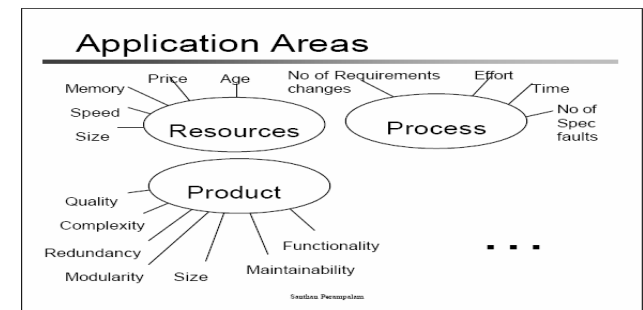 Application Areas
Memory
Price
Age
Speed
Size
Resources
No of Requirements
changes
Effort
Time
No of
Spec
faults
Process
Product
Quality
Complexity
Redundancy
Modularity
Size
Maintainability
Functionality
...
Santhan Perampalam